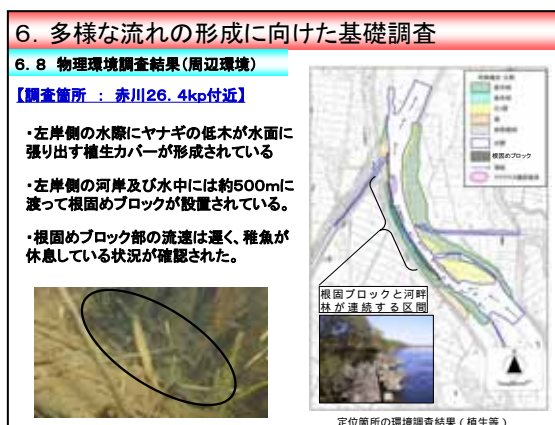 ６．多様な流れの形成に向けた基礎調査
６．８ 物理環境調査結果（周辺環境）
【調査箇所 ： 赤川２６．４kp付近】
・左岸側の水際にヤナギの低木が水面に
張り出す植生カバーが形成されている
・左岸側の河岸及び水中には約500mに
渡って根固めブロックが設置されている。
・根固めブロック部の流速は遅く、稚魚が
休息している状況が確認された。
根固めブロック
根固ブロックと河畔
林が連続する区間
定位箇所の環境調査結果（植生等）